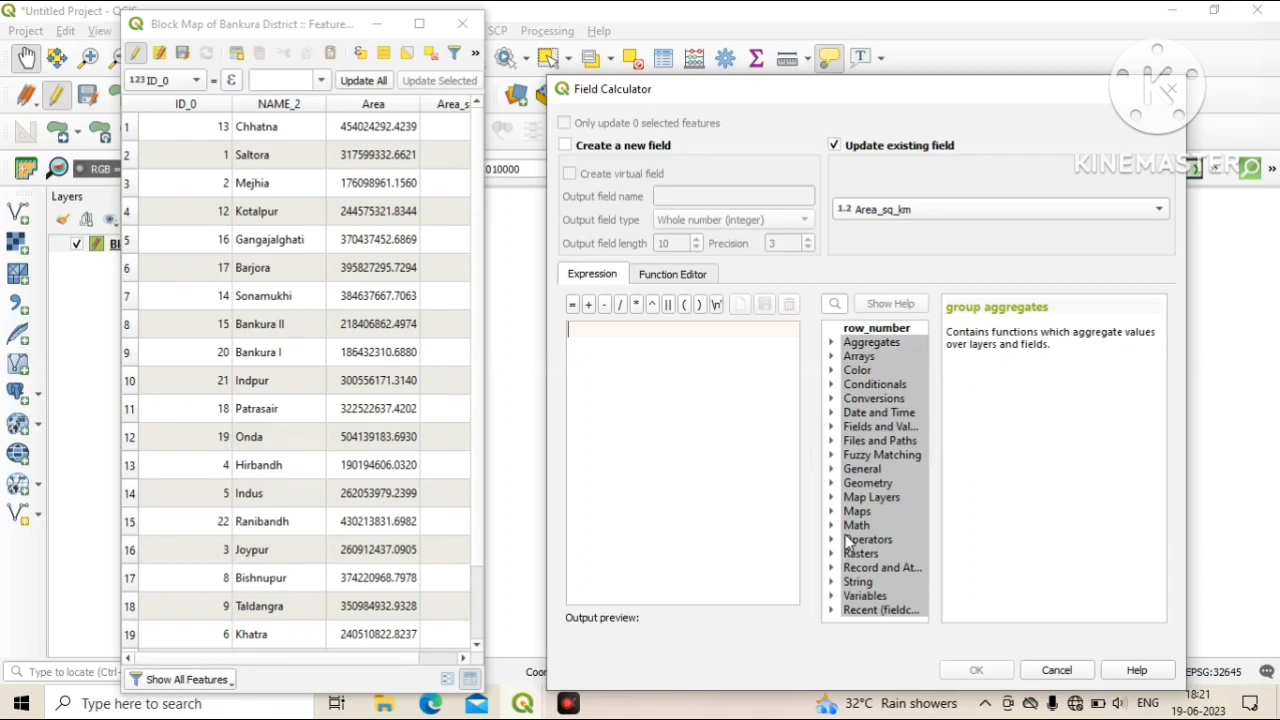 *Untitled Project - QGIS
Project Edit View SCP Processing Help
Block Map of Bankura District :: Feature...
123 ID_0 = ε Update All Update Selected
ID_0 NAME_2 Area Area_s
1 13 Chhatna 454024292.4239
2 1 Saltora 317599332.6621
3 2 Mejhia 176098961.1560
4 12 Kotalpur 244575321.8344
5 16 Gangajalghati 370437452.6869
6 17 Barjora 395827295.7294
7 14 Sonamukhi 384637667.7063
8 15 Bankura II 218406862.4974
9 20 Bankura I 186432310.6880
10 21 Indpur 300556171.3140
11 18 Patrasair 322522637.4202
12 19 Onda 504139183.6930
13 4 Hirbandh 190194606.0320
14 5 Indus 262053979.2399
15 22 Ranibandh 430213831.6982
16 3 Joypur 260912437.0905
17 8 Bishnupur 374220968.7978
18 9 Taldangra 350984932.9328
19 6 Khatra 240510822.8237
Show All Features
RGB
010000
Layers
Bl
Field Calculator
Only update 0 selected features
Create a new field
Update existing field
Create virtual field
Output field name
1.2 Area_sq_km
Output field type Whole number (integer)
Output field length 10 Precision 3
Expression Function Editor
= + - / * ^ || ( ) '\n'
Show Help
row_number
Aggregates
Arrays
Color
Conditionals
Conversions
Date and Time
Fields and Val...
Files and Paths
Fuzzy Matching
General
Geometry
Map Layers
Maps
Math
Operators
Rasters
Record and At...
String
Variables
Recent (fieldc...
group aggregates
Contains functions which aggregate values
over layers and fields.
Output preview:
OK Cancel Help
KINEMASTER
Type to locate (Ctrl Coor EPSG:32645
Type here to search
32°C Rain showers ENG
18:21
19-06-2023